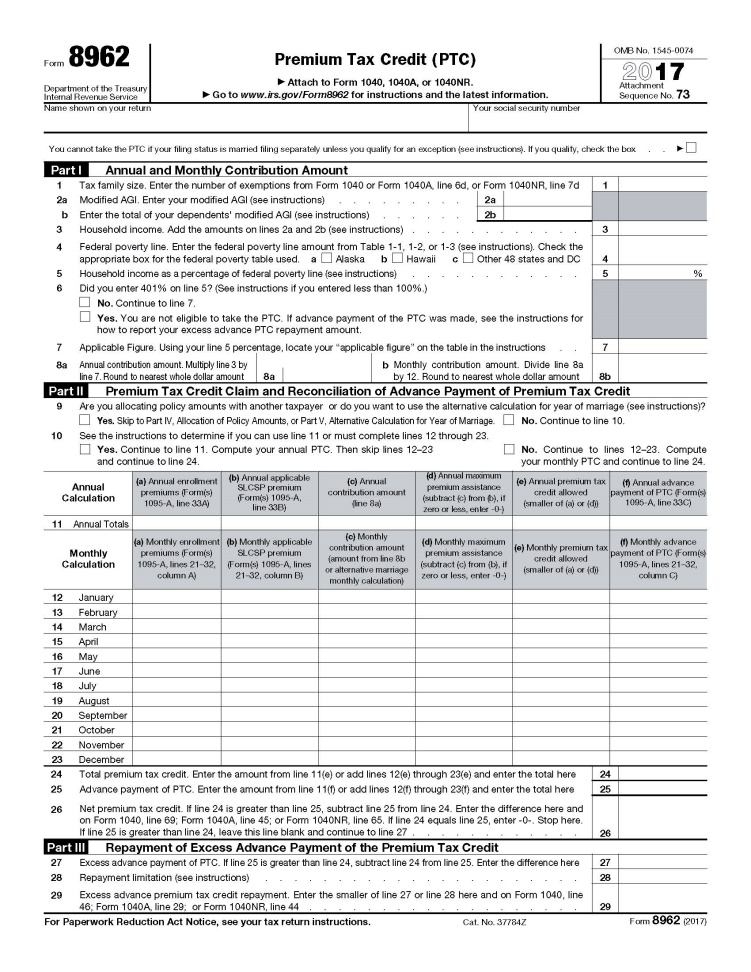 Form 8962
Department of the Treasury
Internal Revenue Service
Premium Tax Credit (PTC)
▶ Attach to Form 1040, 1040A, or 1040NR.
▶ Go to www.irs.gov/Form8962 for instructions and the latest information.
OMB No. 1545-0074
2017
Attachment
Sequence No. 73
Name shown on your return
Your social security number
You cannot take the PTC if your filing status is married filing separately unless you qualify for an exception (see instructions). If you qualify, check the box . . ▶
Part I Annual and Monthly Contribution Amount
1 Tax family size. Enter the number of exemptions from Form 1040 or Form 1040A, line 6d, or Form 1040NR, line 7d 1
2a Modified AGI. Enter your modified AGI (see instructions) . . . . . . . . . 2a
b Enter the total of your dependents' modified AGI (see instructions) . . . . . . 2b
3 Household income. Add the amounts on lines 2a and 2b (see instructions) . . . . . . . . . . . . 3
4 Federal poverty line. Enter the federal poverty line amount from Table 1-1, 1-2, or 1-3 (see instructions). Check the
appropriate box for the federal poverty table used. a Alaska b Hawaii c Other 48 states and DC 4
5 Household income as a percentage of federal poverty line (see instructions) . . . . . . . . . . . . 5 %
6 Did you enter 401% on line 5? (See instructions if you entered less than 100%.)
No. Continue to line 7.
Yes. You are not eligible to take the PTC. If advance payment of the PTC was made, see the instructions for
how to report your excess advance PTC repayment amount.
7 Applicable Figure. Using your line 5 percentage, locate your “applicable figure” on the table in the instructions . . 7
8a Annual contribution amount. Multiply line 3 by
line 7. Round to nearest whole dollar amount 8a
b Monthly contribution amount. Divide line 8a
by 12. Round to nearest whole dollar amount 8b
Part II Premium Tax Credit Claim and Reconciliation of Advance Payment of Premium Tax Credit
9 Are you allocating policy amounts with another taxpayer or do you want to use the alternative calculation for year of marriage (see instructions)?
Yes. Skip to Part IV, Allocation of Policy Amounts, or Part V, Alternative Calculation for Year of Marriage. No. Continue to line 10.
10 See the instructions to determine if you can use line 11 or must complete lines 12 through 23.
Yes. Continue to line 11. Compute your annual PTC. Then skip lines 12–23
and continue to line 24.
No. Continue to lines 12–23. Compute
your monthly PTC and continue to line 24.
Annual
Calculation
(a) Annual enrollment
premiums (Form(s)
1095-A, line 33A)
(b) Annual applicable
SLCSP premium
(Form(s) 1095-A,
line 33B)
(c) Annual
contribution amount
(line 8a)
(d) Annual maximum
premium assistance
(subtract (c) from (b), if
zero or less, enter -0-)
(e) Annual premium tax
credit allowed
(smaller of (a) or (d))
(f) Annual advance
payment of PTC (Form(s)
1095-A, line 33C)
11 Annual Totals
Monthly
Calculation
(a) Monthly enrollment
premiums (Form(s)
1095-A, lines 21–32,
column A)
(b) Monthly applicable
SLCSP premium
(Form(s) 1095-A, lines
21–32, column B)
(c) Monthly
contribution amount
(amount from line 8b
or alternative marriage
monthly calculation)
(d) Monthly maximum
premium assistance
(subtract (c) from (b), if
zero or less, enter -0-)
(e) Monthly premium tax
credit allowed
(smaller of (a) or (d))
(f) Monthly advance
payment of PTC (Form(s)
1095-A, lines 21–32,
column C)
12 January
13 February
14 March
15 April
16 May
17 June
18 July
19 August
20 September
21 October
22 November
23 December
24 Total premium tax credit. Enter the amount from line 11(e) or add lines 12(e) through 23(e) and enter the total here 24
25 Advance payment of PTC. Enter the amount from line 11(f) or add lines 12(f) through 23(f) and enter the total here 25
26 Net premium tax credit. If line 24 is greater than line 25, subtract line 25 from line 24. Enter the difference here and
on Form 1040, line 69; Form 1040A, line 45; or Form 1040NR, line 65. If line 24 equals line 25, enter -0-. Stop here.
If line 25 is greater than line 24, leave this line blank and continue to line 27 . . . . . . . . . . . . 26
Part III Repayment of Excess Advance Payment of the Premium Tax Credit
27 Excess advance payment of PTC. If line 25 is greater than line 24, subtract line 24 from line 25. Enter the difference here 27
28 Repayment limitation (see instructions) . . . . . . . . . . . . . . . . . . 28
29 Excess advance premium tax credit repayment. Enter the smaller of line 27 or line 28 here and on Form 1040, line
46; Form 1040A, line 29; or Form 1040NR, line 44 . . . . . . . . . . . . . . . . 29
For Paperwork Reduction Act Notice, see your tax return instructions. Cat. No. 37784Z Form 8962 (2017)